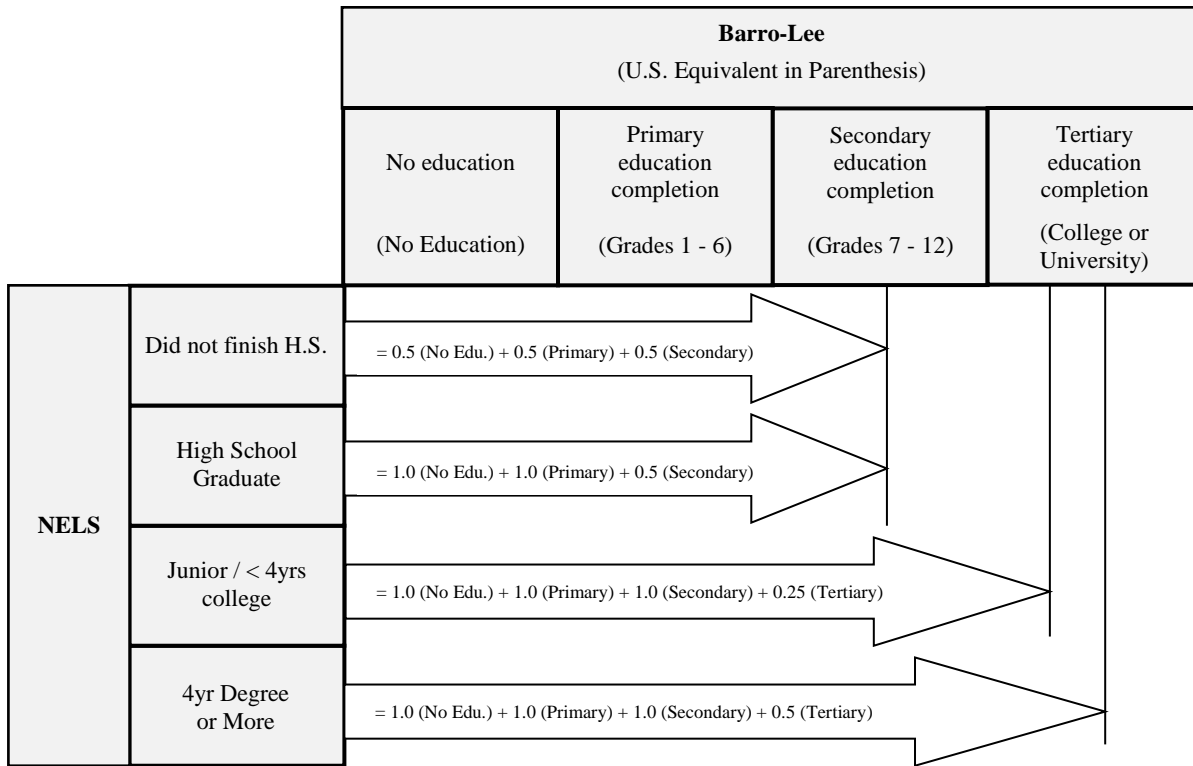 Barro-Lee
(U.S. Equivalent in Parenthesis)
No education
(No Education)
Primary
education
completion
(Grades 1 - 6)
Secondary
education
completion
(Grades 7 - 12)
Tertiary
education
completion
(College or
University)
NELS
Did not finish H.S.
= 0.5 (No Edu.) + 0.5 (Primary) + 0.5 (Secondary)
High School
Graduate
= 1.0 (No Edu.) + 1.0 (Primary) + 0.5 (Secondary)
Junior / < 4yrs
college
= 1.0 (No Edu.) + 1.0 (Primary) + 1.0 (Secondary) + 0.25 (Tertiary)
4yr Degree
or More
= 1.0 (No Edu.) + 1.0 (Primary) + 1.0 (Secondary) + 0.5 (Tertiary)